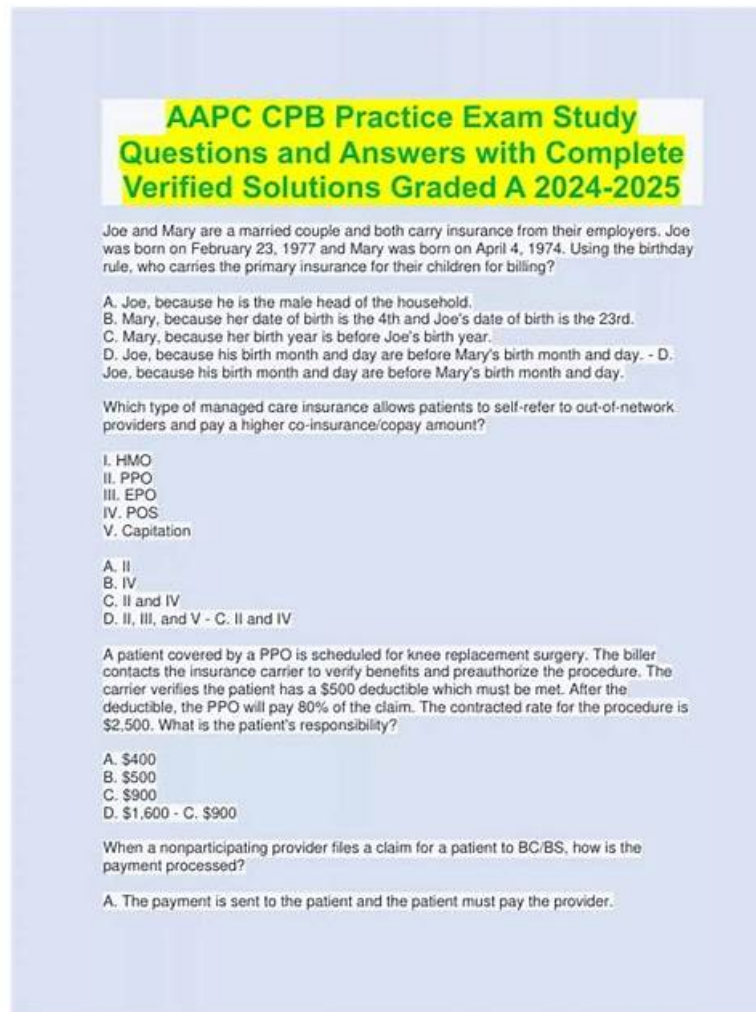 AAPC CPB Practice Exam Study
Questions and Answers with Complete
Verified Solutions Graded A 2024-2025
Joe and Mary are a married couple and both carry insurance from their employers. Joe
was born on February 23, 1977 and Mary was born on April 4, 1974. Using the birthday
rule, who carries the primary insurance for their children for billing?
A. Joe, because he is the male head of the household.
B. Mary, because her date of birth is the 4th and Joe's date of birth is the 23rd.
C. Mary, because her birth year is before Joe's birth year.
D. Joe, because his birth month and day are before Mary's birth month and day. - D.
Joe, because his birth month and day are before Mary's birth month and day.
Which type of managed care insurance allows patients to self-refer to out-of-network
providers and pay a higher co-insurance/copay amount?
I. HMO
II. PPO
III. EPO
IV. POS
V. Capitation
A. II
B. IV
C. II and IV
D. II, III, and V - C. II and IV
A patient covered by a PPO is scheduled for knee replacement surgery. The biller
contacts the insurance carrier to verify benefits and preauthorize the procedure. The
carrier verifies the patient has a $500 deductible which must be met. After the
deductible, the PPO will pay 80% of the claim. The contracted rate for the procedure is
$2,500. What is the patient's responsibility?
A. $400
B. $500
C. $900
D. $1,600 - C. $900
When a nonparticipating provider files a claim for a patient to BC/BS, how is the
payment processed?
A. The payment is sent to the patient and the patient must pay the provider.